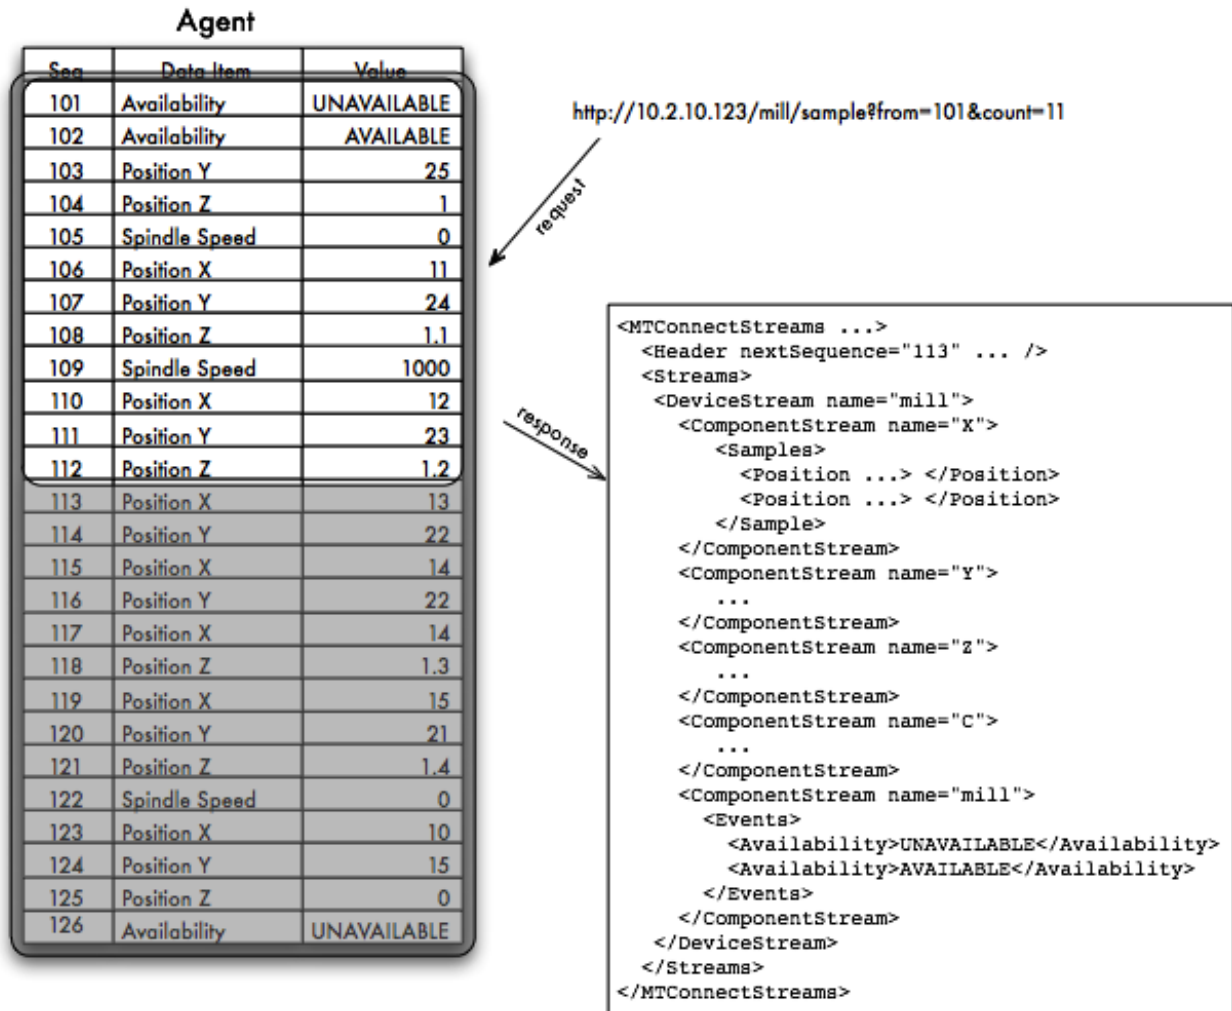 Agent
Seq Data Item Value
101 Availability UNAVAILABLE
102 Availability AVAILABLE
103 Position Y 25
104 Position Z 1
105 Spindle Speed 0
106 Position X 11
107 Position Y 24
108 Position Z 1.1
109 Spindle Speed 1000
110 Position X 12
111 Position Y 23
112 Position Z 1.2
113 Position X 13
114 Position Y 22
115 Position X 14
116 Position Y 22
117 Position X 14
118 Position Z 1.3
119 Position X 15
120 Position Y 21
121 Position Z 1.4
122 Spindle Speed 0
123 Position X 10
124 Position Y 15
125 Position Z 0
126 Availability UNAVAILABLE
http://10.2.10.123/mill/sample?from=101&count=11
request
response
<MTConnectStreams ...>
<Header nextSequence="113" ... />
<Streams>
<DeviceStream name="mill">
<ComponentStream name="X">
<Samples>
<Position ...> </Position>
<Position ...> </Position>
</Sample>
</ComponentStream>
<ComponentStream name="Y">
...
</ComponentStream>
<ComponentStream name="Z">
...
</ComponentStream>
<ComponentStream name="C">
...
</ComponentStream>
<ComponentStream name="mill">
<Events>
<Availability>UNAVAILABLE</Availability>
<Availability>AVAILABLE</Availability>
</Events>
</ComponentStream>
</DeviceStream>
</Streams>
</MTConnectStreams>